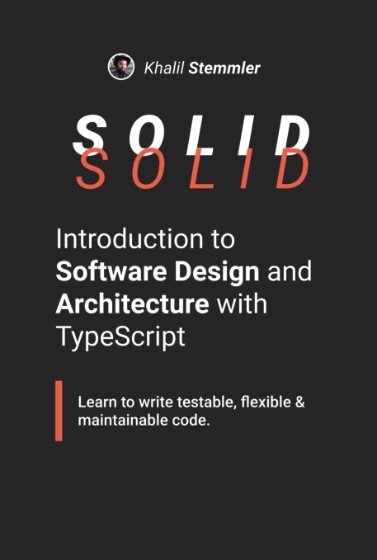 Khalil Stemmler
SOLID
SOLID
Introduction to
Software Design and
Architecture with
TypeScript
Learn to write testable, flexible &
maintainable code.